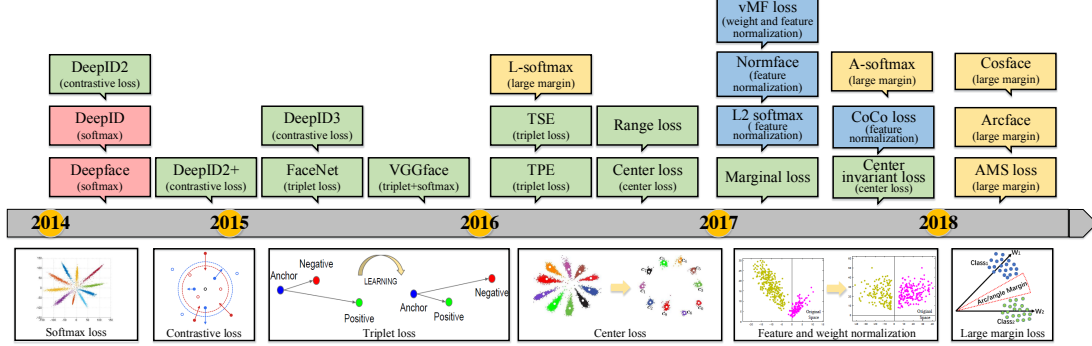 vMF loss
(weight and feature
normalization)
DeepID2
(contrastive loss)
L-softmax
(large margin)
Normface
(feature
normalization)
A-softmax
(large margin)
Cosface
(large margin)
DeepID
(softmax)
DeepID3
(contrastive loss)
TSE
(triplet loss)
Range loss
L2 softmax
( feature
normalization)
CoCo loss
(feature
normalization)
Arcface
(large margin)
Deepface
(softmax)
DeepID2+
(contrastive loss)
FaceNet
(triplet loss)
VGGface
(triplet+softmax)
TPE
(triplet loss)
Center loss
(center loss)
Marginal loss
Center
invariant loss
(center loss)
AMS loss
(large margin)
2014
2015
2016
2017
2018
Softmax loss
Contrastive loss
Negative
Anchor
Positive
LEARNING
Anchor
Negative
Positive
Triplet loss
Center loss
Original
Space
Original
Space
Feature and weight normalization
W1
Class1
Arc/angle Margin
Class2
W2
Large margin loss